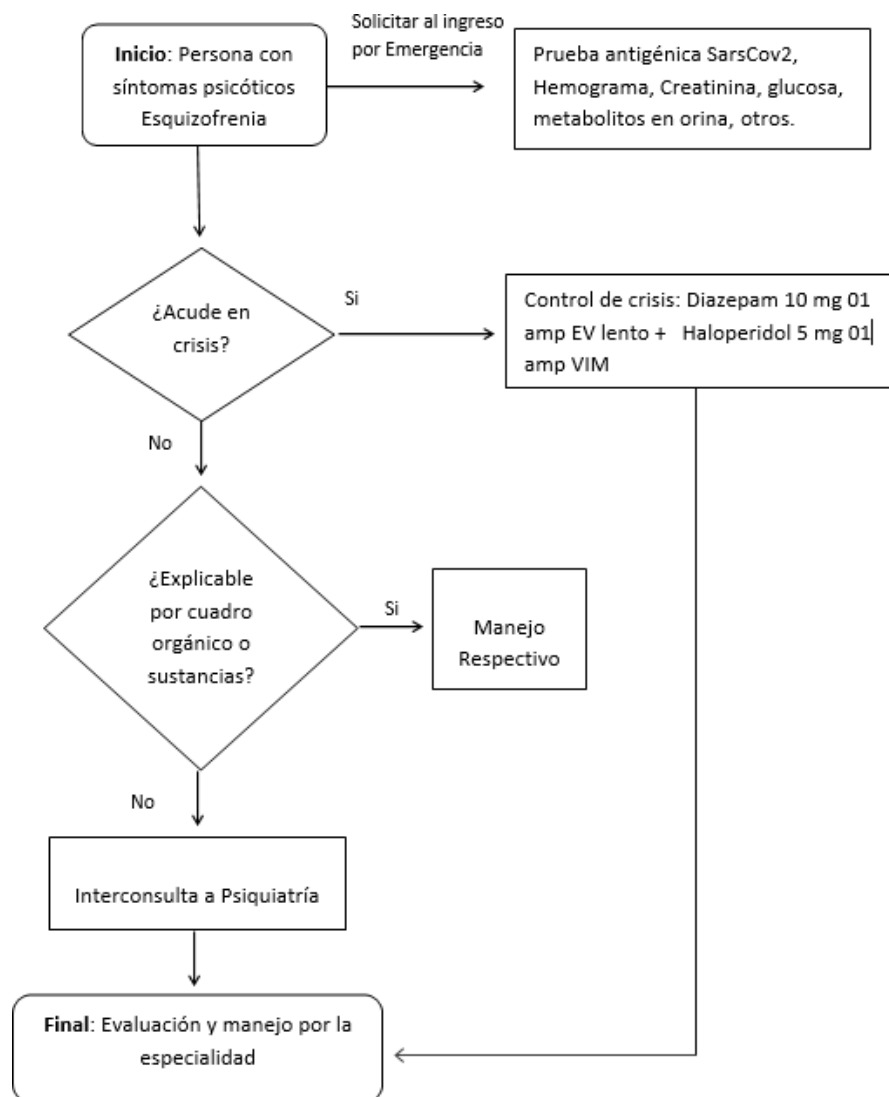 Solicitar al ingreso
por Emergencia
Inicio: Persona con
síntomas psicóticos
Esquizofrenia
Prueba antigénica SarsCov2,
Hemograma, Creatinina, glucosa,
metabolitos en orina, otros.
¿Acude en
crisis?
Si
Control de crisis: Diazepam 10 mg 01
amp EV lento + Haloperidol 5 mg 01
amp VIM
No
¿Explicable
por cuadro
orgánico o
sustancias?
Si
Manejo
Respectivo
No
Interconsulta a Psiquiatría
Final: Evaluación y manejo por la
especialidad